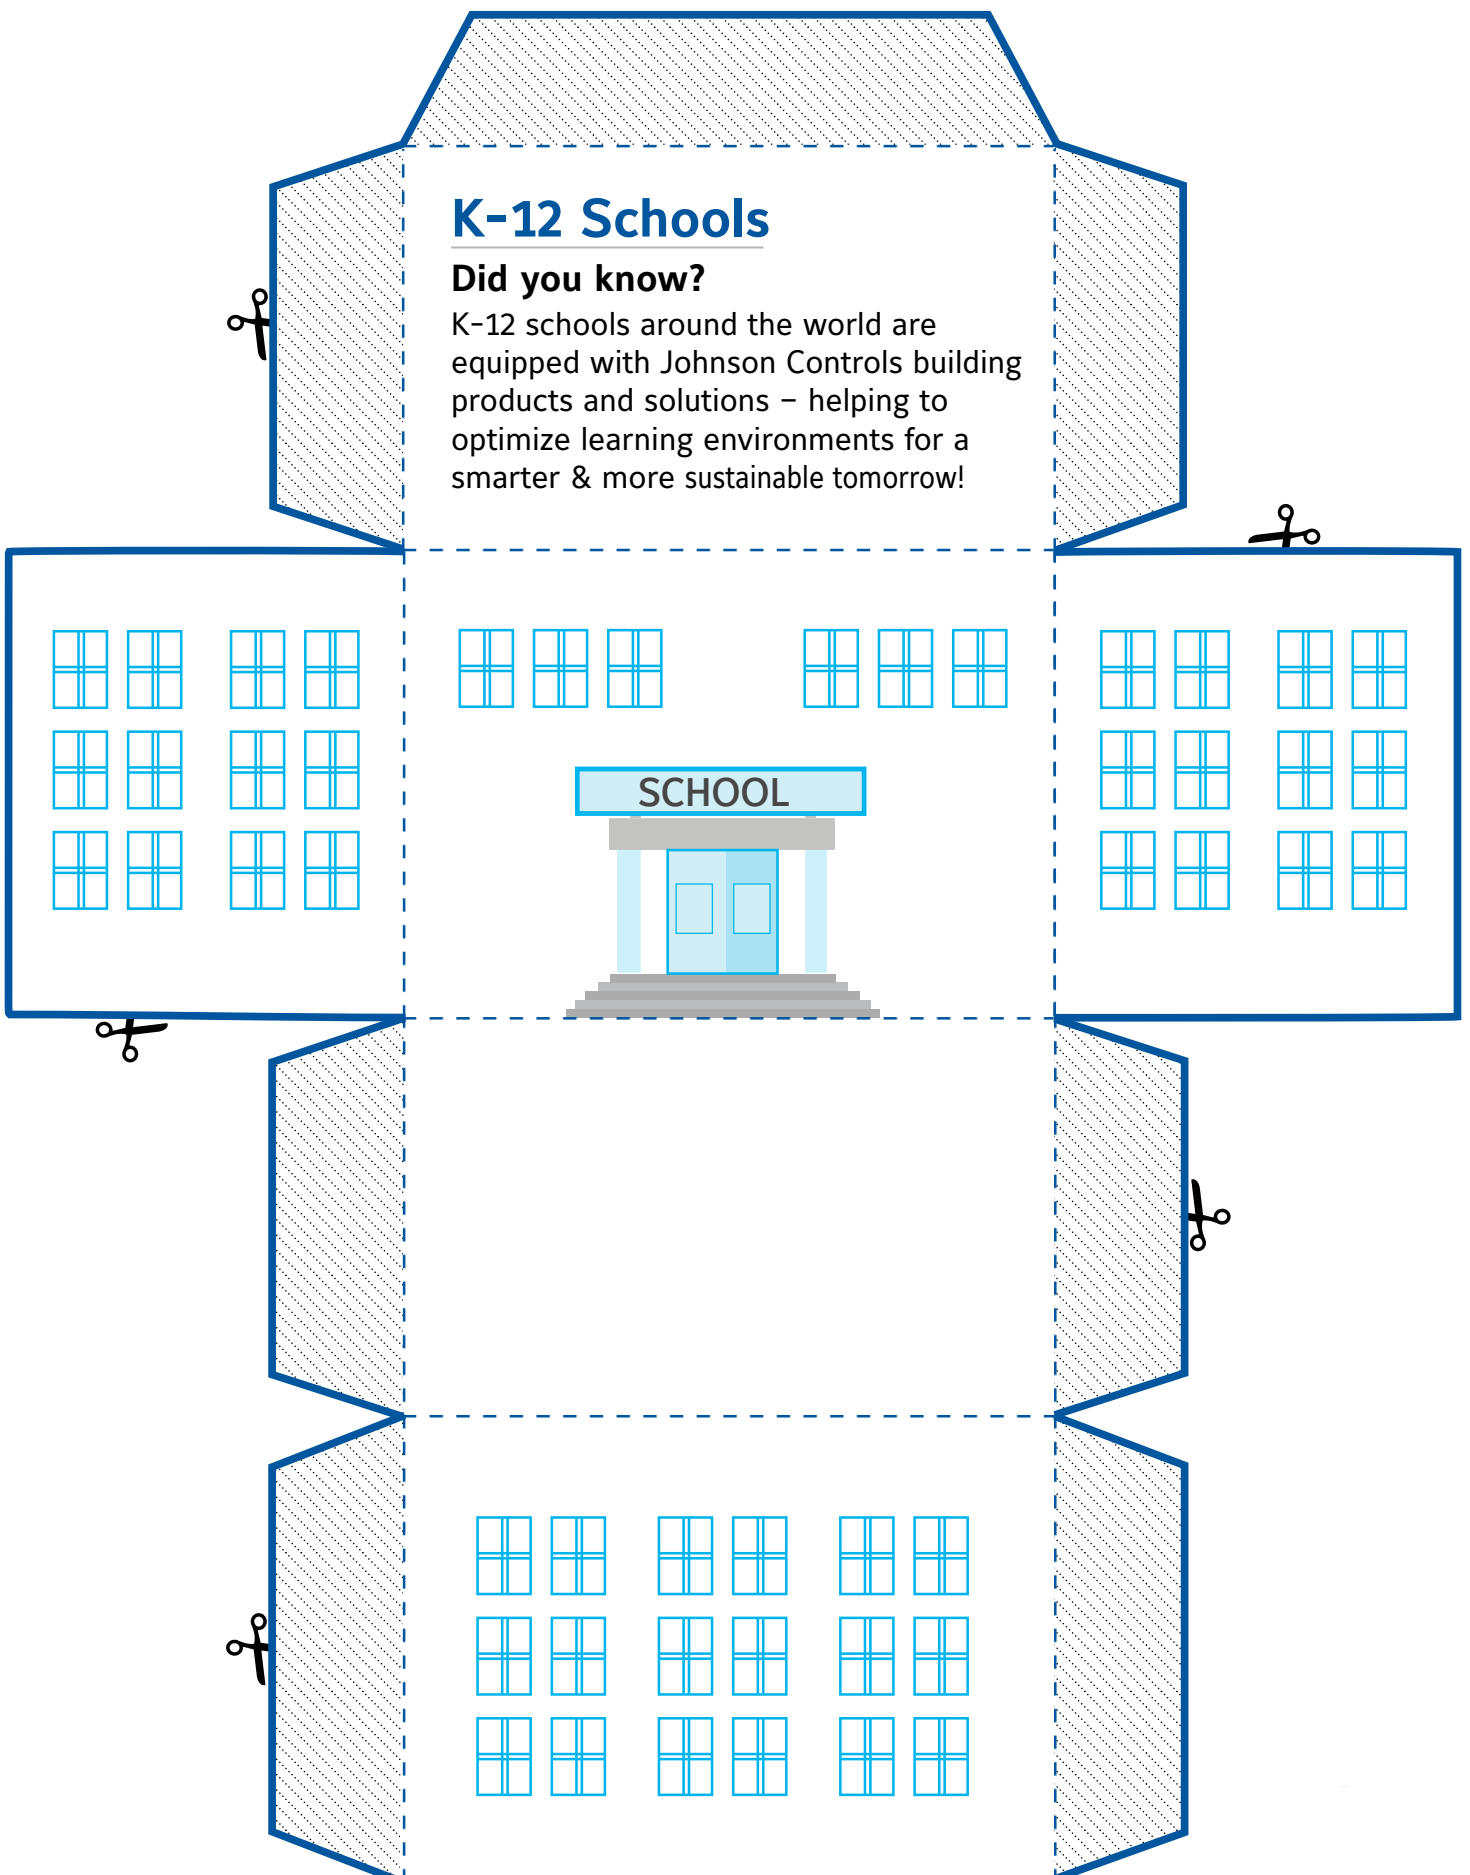 K-12 Schools
Did you know?
K-12 schools around the world are
equipped with Johnson Controls building
products and solutions – helping to
optimize learning environments for a
smarter & more sustainable tomorrow!
SCHOOL